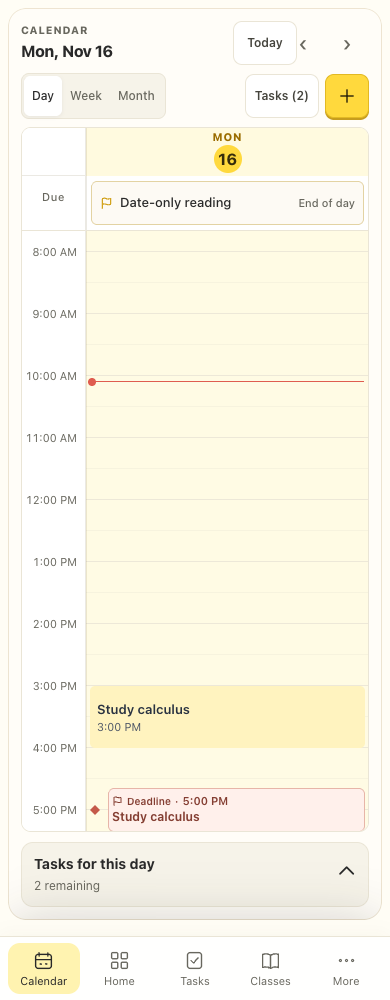 CALENDAR
Mon, Nov 16
Today
Day
Week
Month
Tasks (2)
MON
16
Due
Date-only reading
End of day
8:00 AM
9:00 AM
10:00 AM
11:00 AM
12:00 PM
1:00 PM
2:00 PM
3:00 PM
Study calculus
3:00 PM
4:00 PM
5:00 PM
Deadline · 5:00 PM
Study calculus
Tasks for this day
2 remaining
Calendar
Home
Tasks
Classes
More